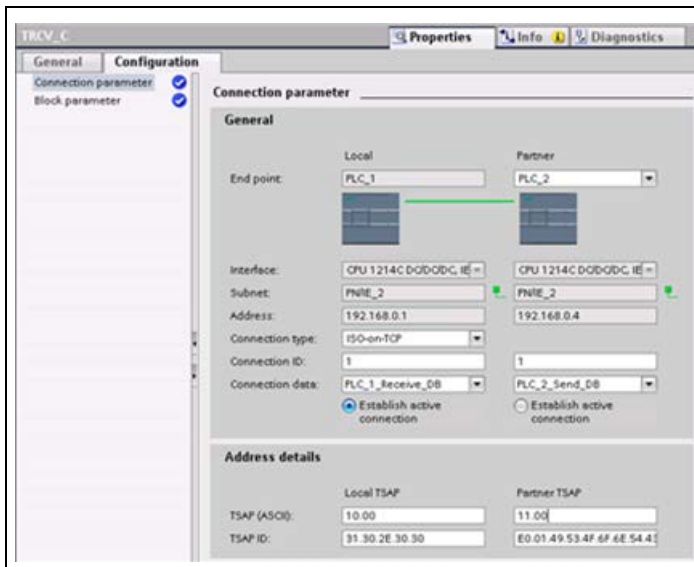 TRCV_C
Properties Info Diagnostics
General Configuration
Connection parameter
Block parameter
Connection parameter
General
Local Partner
End point: PLC_1 PLC_2
Interface: CPU 1214C DC/DC/DC, IE CPU 1214C DC/DC/DC, IE
Subnet: PN/IE_2 PN/IE_2
Address: 192.168.0.1 192.168.0.4
Connection type: ISO-on-TCP
Connection ID: 1 1
Connection data: PLC_1_Receive_DB PLC_2_Send_DB
Establish active connection Establish active connection
Address details
Local TSAP Partner TSAP
TSAP (ASCII): 10.00 11.00
TSAP ID: 31.30.2E.30.30 E0.01.49.53.4F.6F.6E.54.43